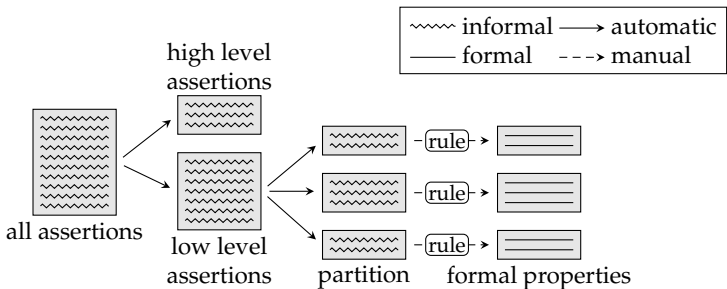 informal
automatic
formal
manual
high level
assertions
all assertions
low level
assertions
rule
rule
rule
partition
formal properties